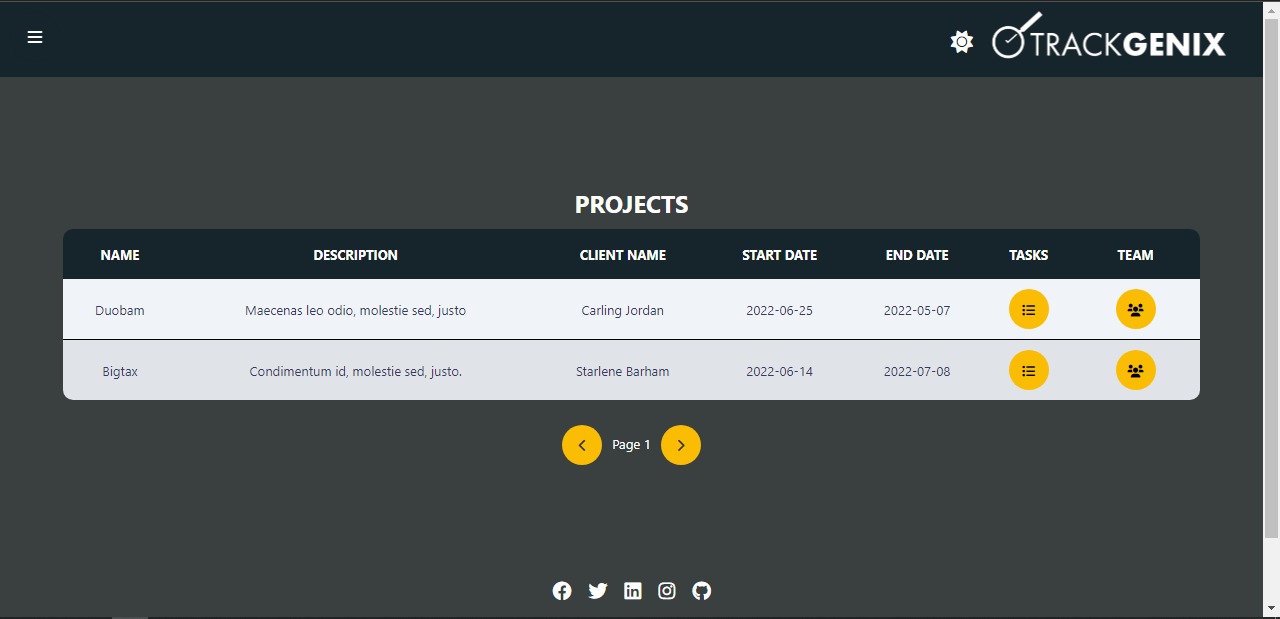 TRACKGENIX
PROJECTS
NAME DESCRIPTION CLIENT NAME START DATE END DATE TASKS TEAM
Duobam Maecenas leo odio, molestie sed, justo Carling Jordan 2022-06-25 2022-05-07
Bigtax Condimentum id, molestie sed, justo. Starlene Barham 2022-06-14 2022-07-08
Page 1